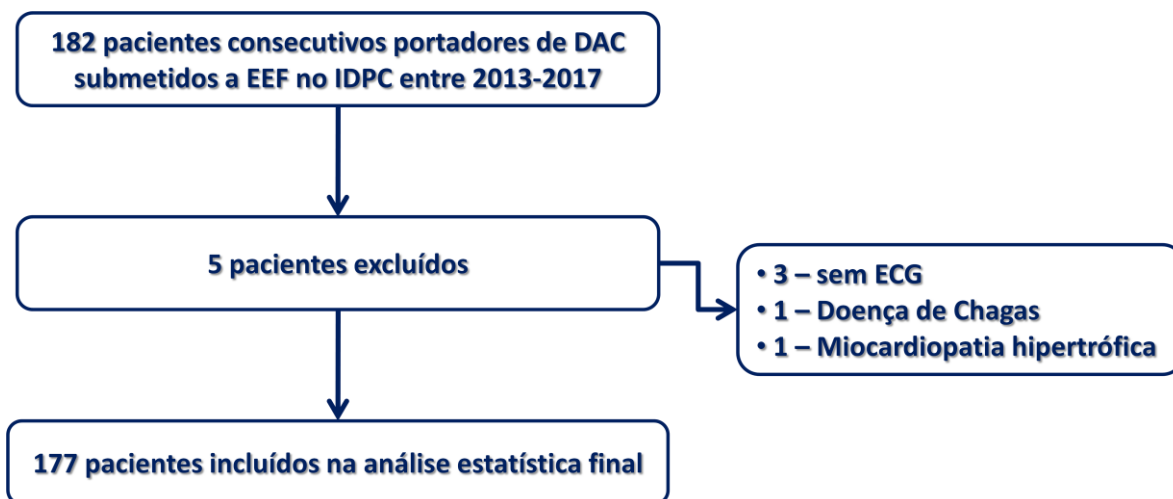 182 pacientes consecutivos portadores de DAC
submetidos a EEF no IDPC entre 2013-2017
5 pacientes excluídos
• 3 – sem ECG
• 1 – Doença de Chagas
• 1 – Miocardiopatia hipertrófica
177 pacientes incluídos na análise estatística final